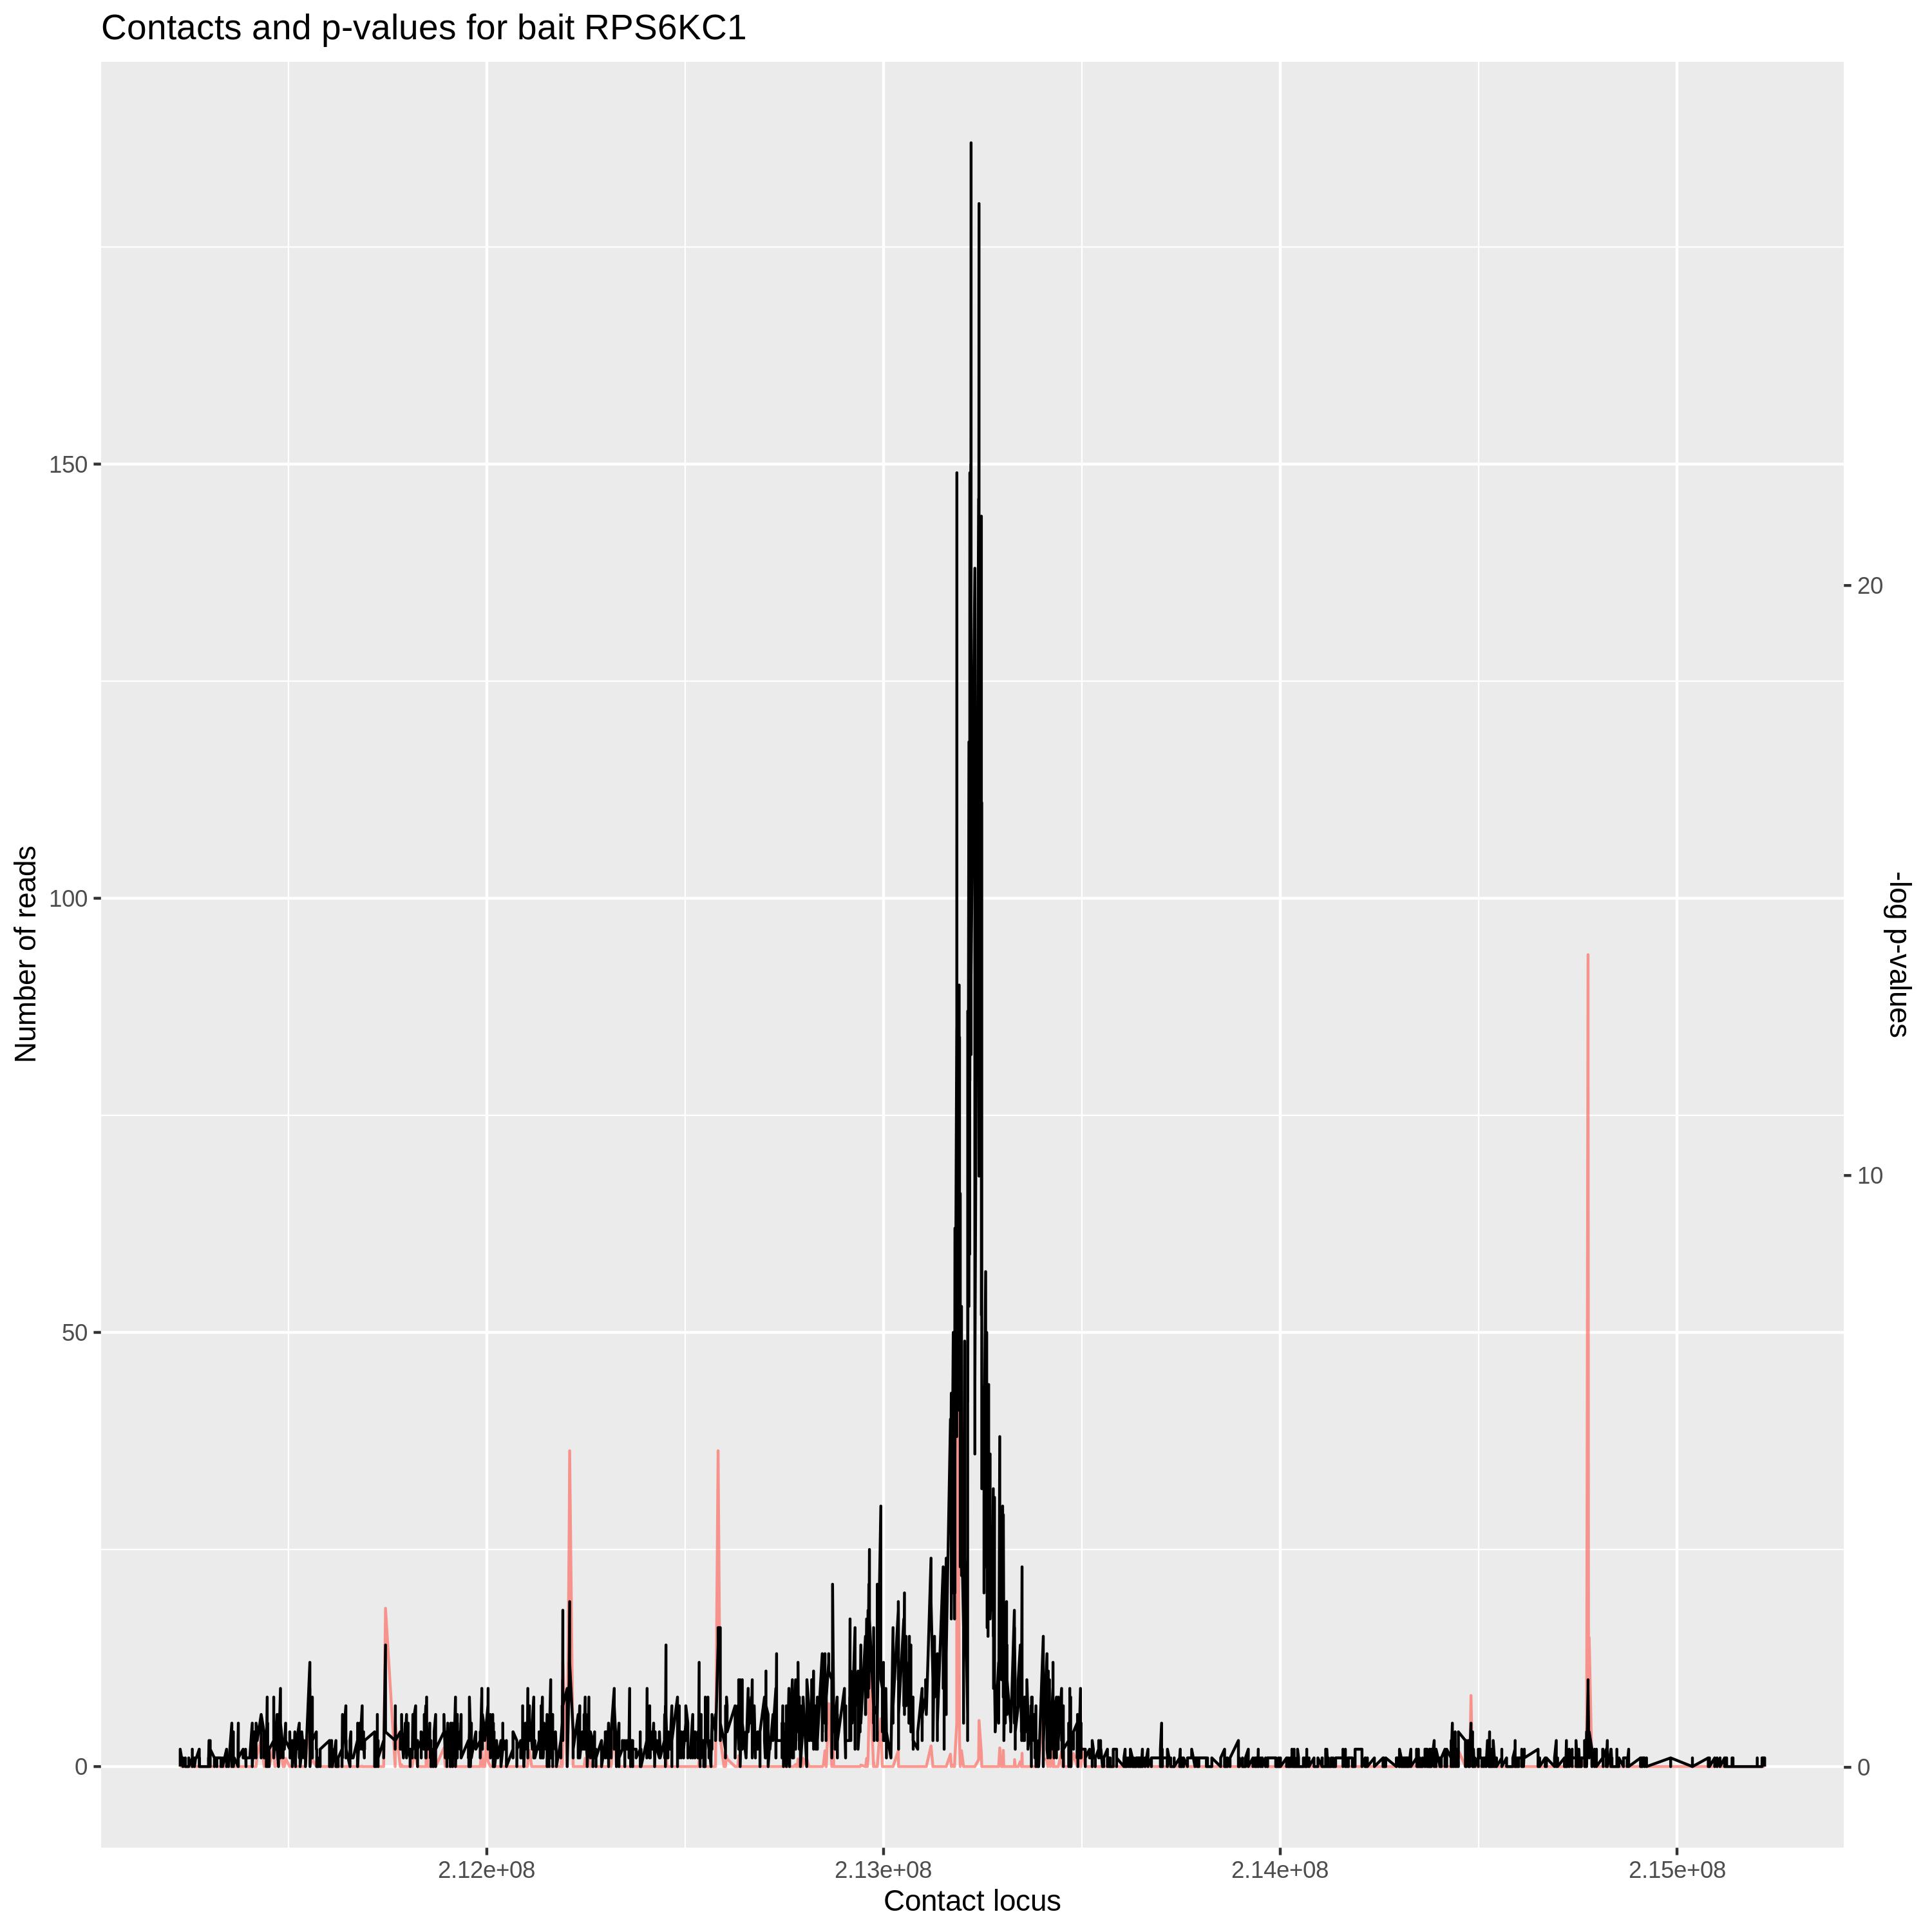 Contacts and p-values for bait RPS6KC1
150
100
50
0
Number of reads
20
10
0
-log p-values
2.12e+08
2.13e+08
2.14e+08
2.15e+08
Contact locus